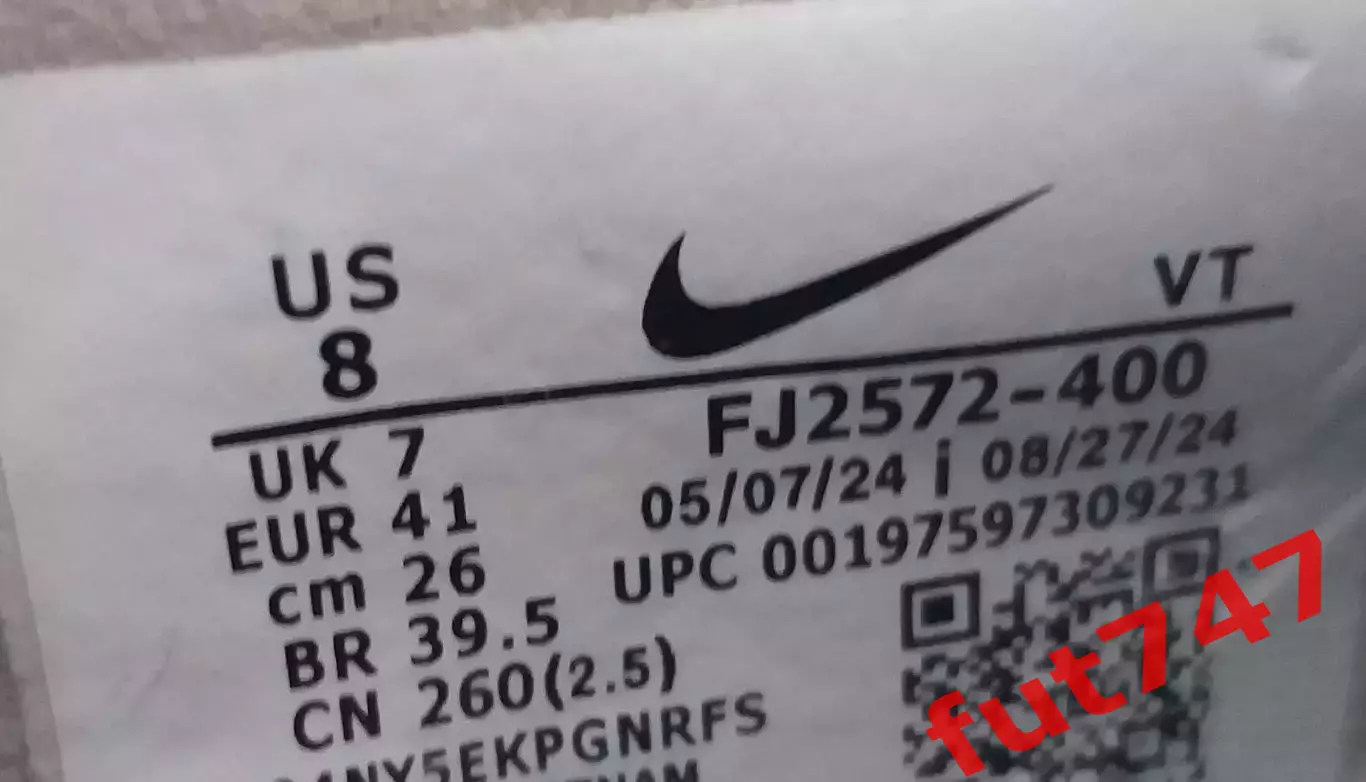 US
8
VT
FJ2572-400
05/07/24 | 08/27/24
UPC 00197597309231
UK 7
EUR 41
cm 26
BR 39.5
CN 260(2.5)
fut747